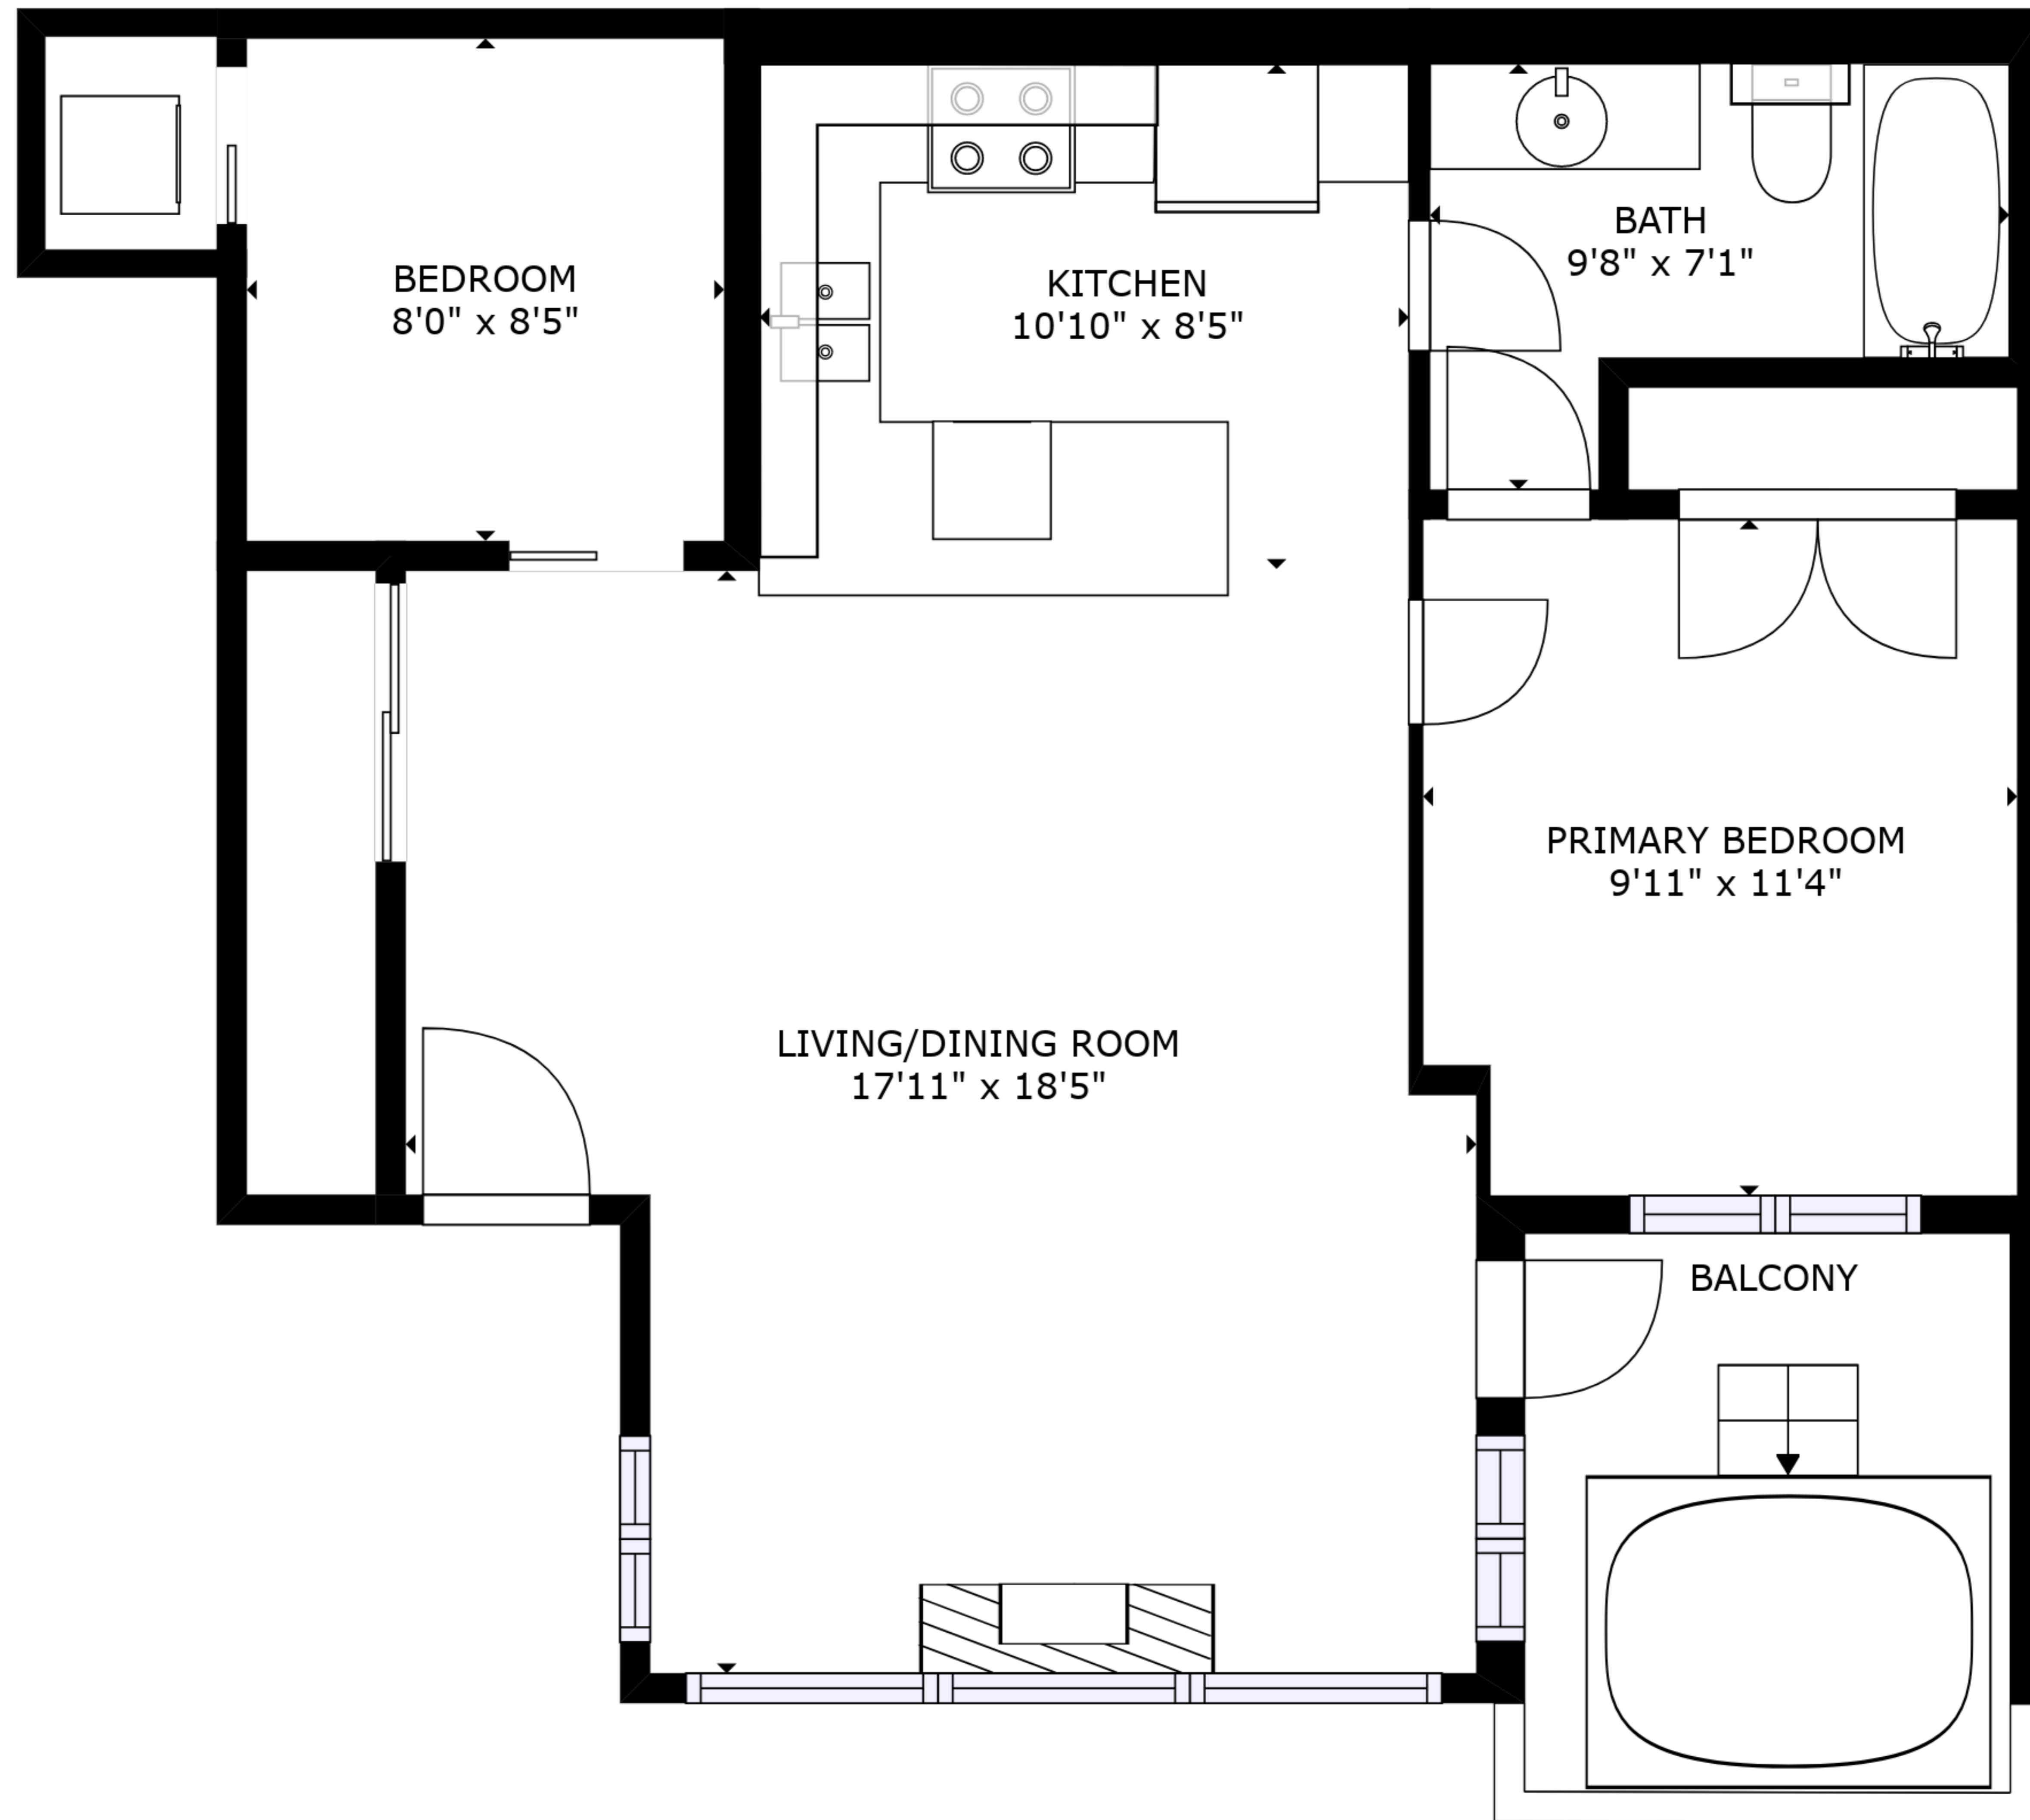 BEDROOM
8'0" x 8'5"
KITCHEN
10'10" x 8'5"
BATH
9'8" x 7'1"
PRIMARY BEDROOM
9'11" x 11'4"
LIVING/DINING ROOM
17'11" x 18'5"
BALCONY